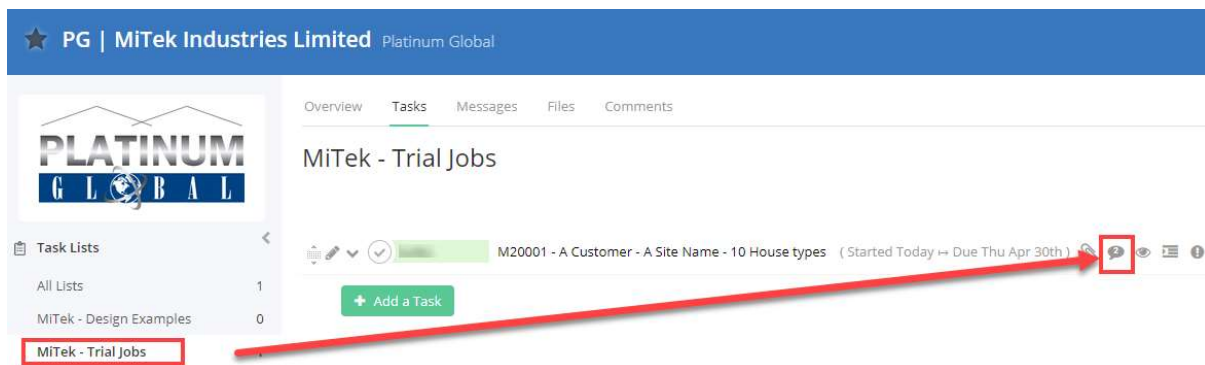 PG | MiTek Industries Limited Platinum Global
PLATINUM
GLOBAL
Overview Tasks Messages Files Comments
MiTek - Trial Jobs
Task Lists
All Lists 1
MiTek - Design Examples 0
MiTek - Trial Jobs
M20001 - A Customer - A Site Name - 10 House types ( Started Today ↦ Due Thu Apr 30th )
2
+ Add a Task